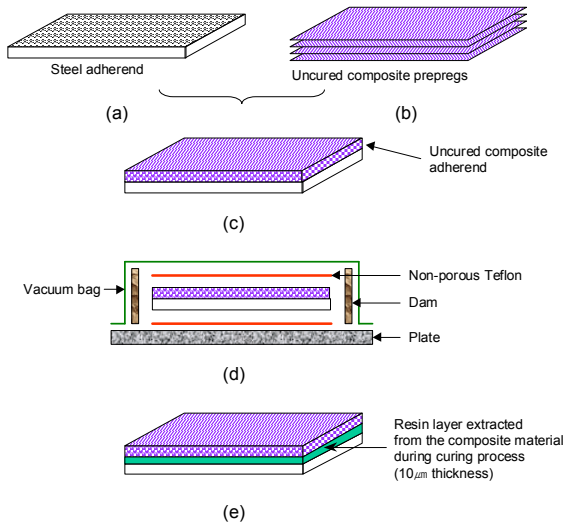 Steel adherend
Uncured composite prepregs
(a)
(b)
Uncured composite
adherend
(c)
Vacuum bag
Non-porous Teflon
Dam
Plate
(d)
Resin layer extracted
from the composite material
during curing process
(10㎛ thickness)
(e)